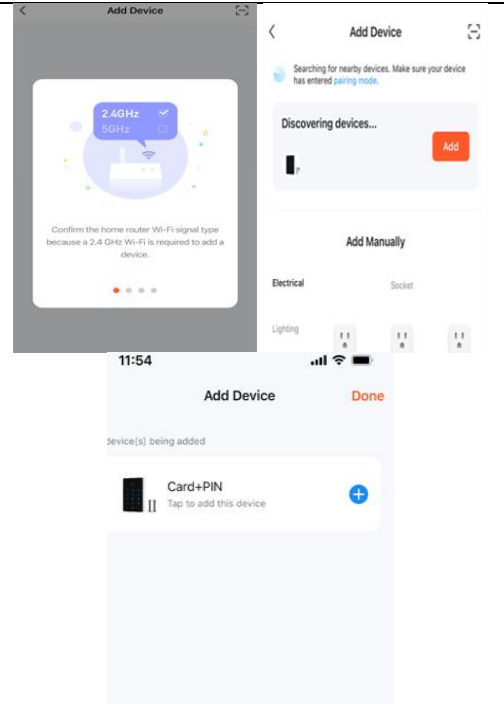 Add Device
2.4GHz
5GHz
Confirm the home router Wi-Fi signal type
because a 2.4 GHz Wi-Fi is required to add a
device.
Add Device
Searching for nearby devices. Make sure your device
has entered pairing mode.
Discovering devices...
Add
Add Manually
Electrical
Socket
Lighting
11:54
Add Device
Done
device(s) being added
Card+PIN
Tap to add this device
II